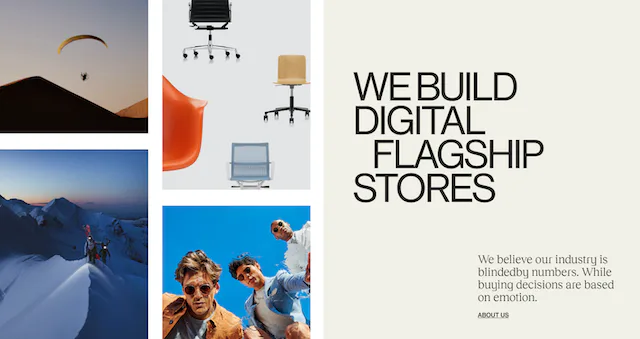 WE BUILD
DIGITAL
FLAGSHIP
STORES
We believe our industry is
blindedby numbers. While
buying decisions are based
on emotion.
ABOUT US